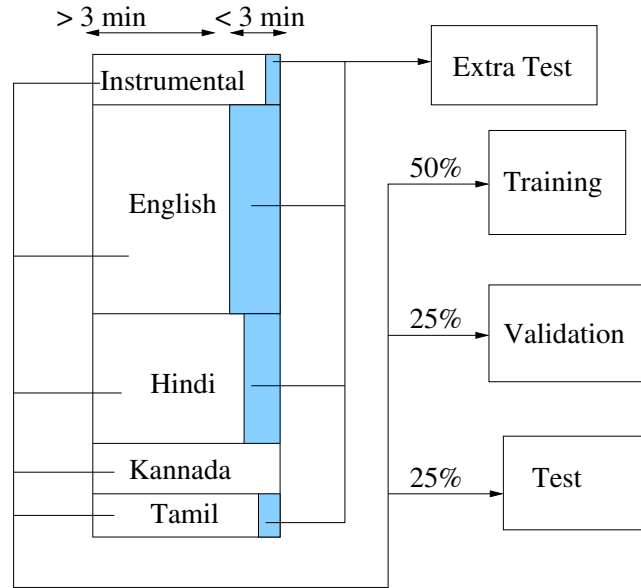 > 3 min
< 3 min
Instrumental
Extra Test
English
50%
Training
Hindi
25%
Validation
Kannada
25%
Test
Tamil